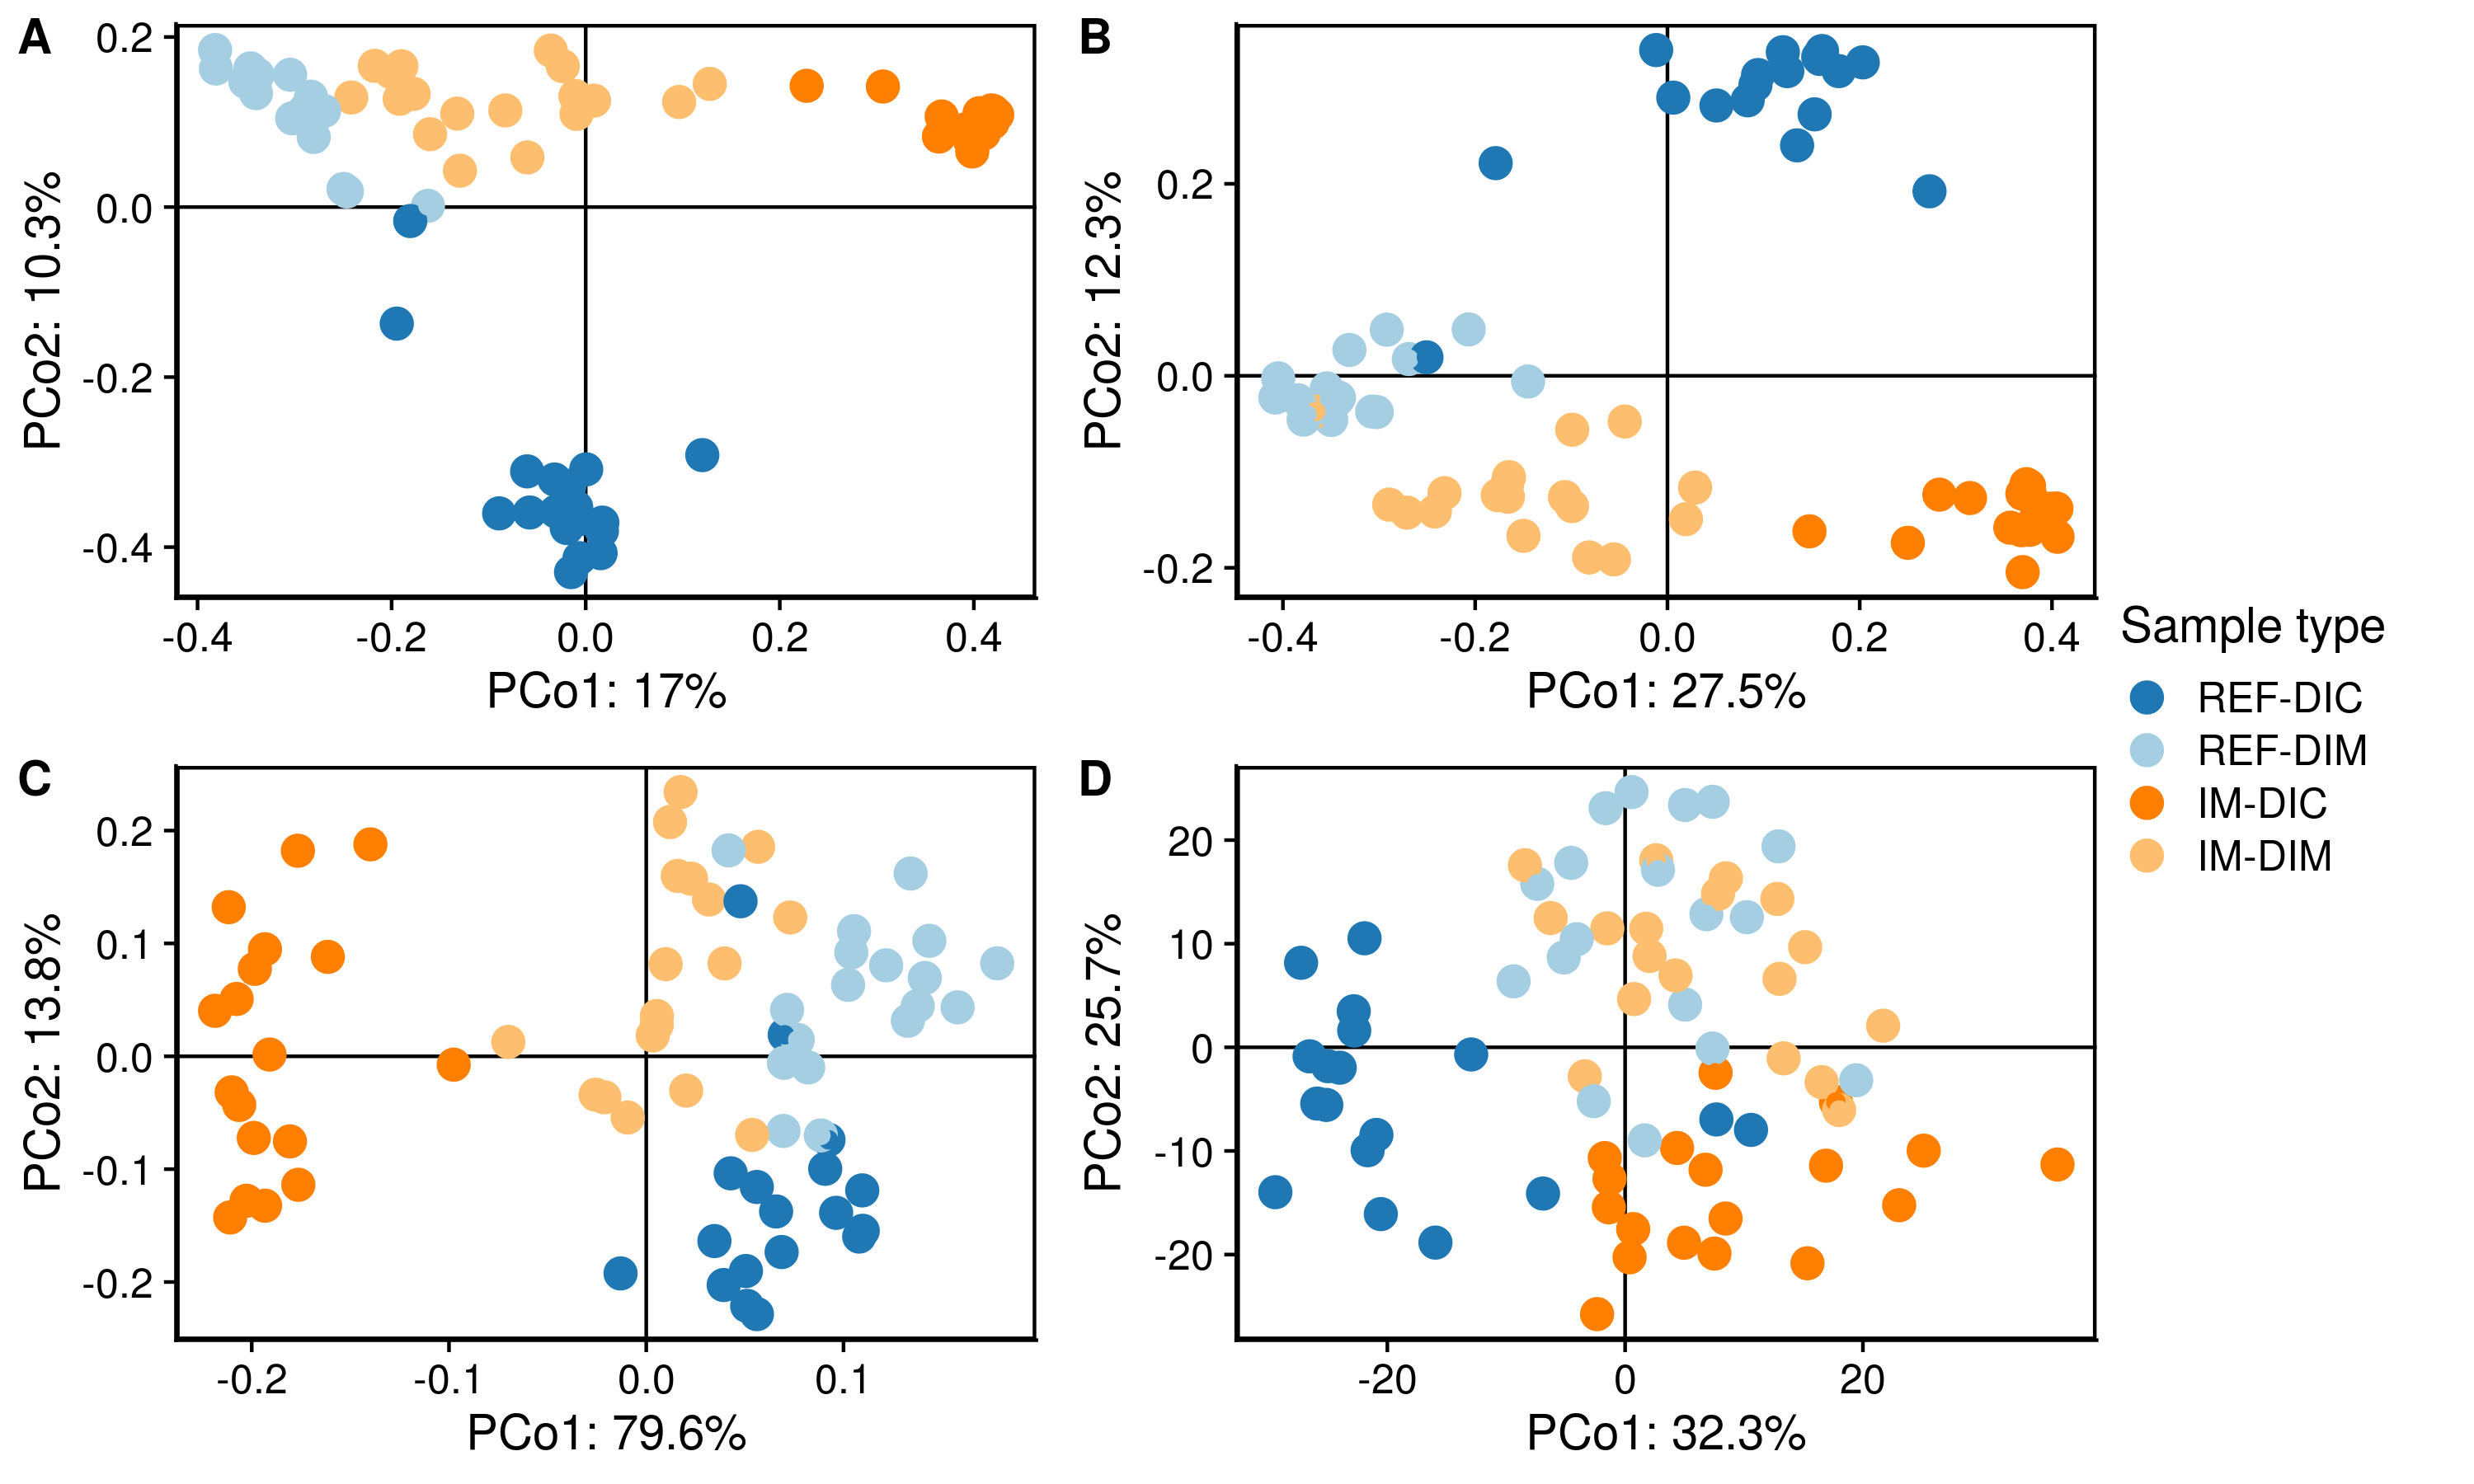 A
0.2
0.0
-0.2
-0.4
PCo2: 10.3%
-0.4 -0.2 0.0 0.2 0.4
PCo1: 17%
B
0.2
0.0
-0.2
PCo2: 12.3%
-0.4 -0.2 0.0 0.2 0.4
PCo1: 27.5%
C
0.2
0.1
0.0
-0.1
-0.2
PCo2: 13.8%
-0.2 -0.1 0.0 0.1
PCo1: 79.6%
D
20
10
0
-10
-20
PCo2: 25.7%
-20 0 20
PCo1: 32.3%
Sample type
REF-DIC
REF-DIM
IM-DIC
IM-DIM